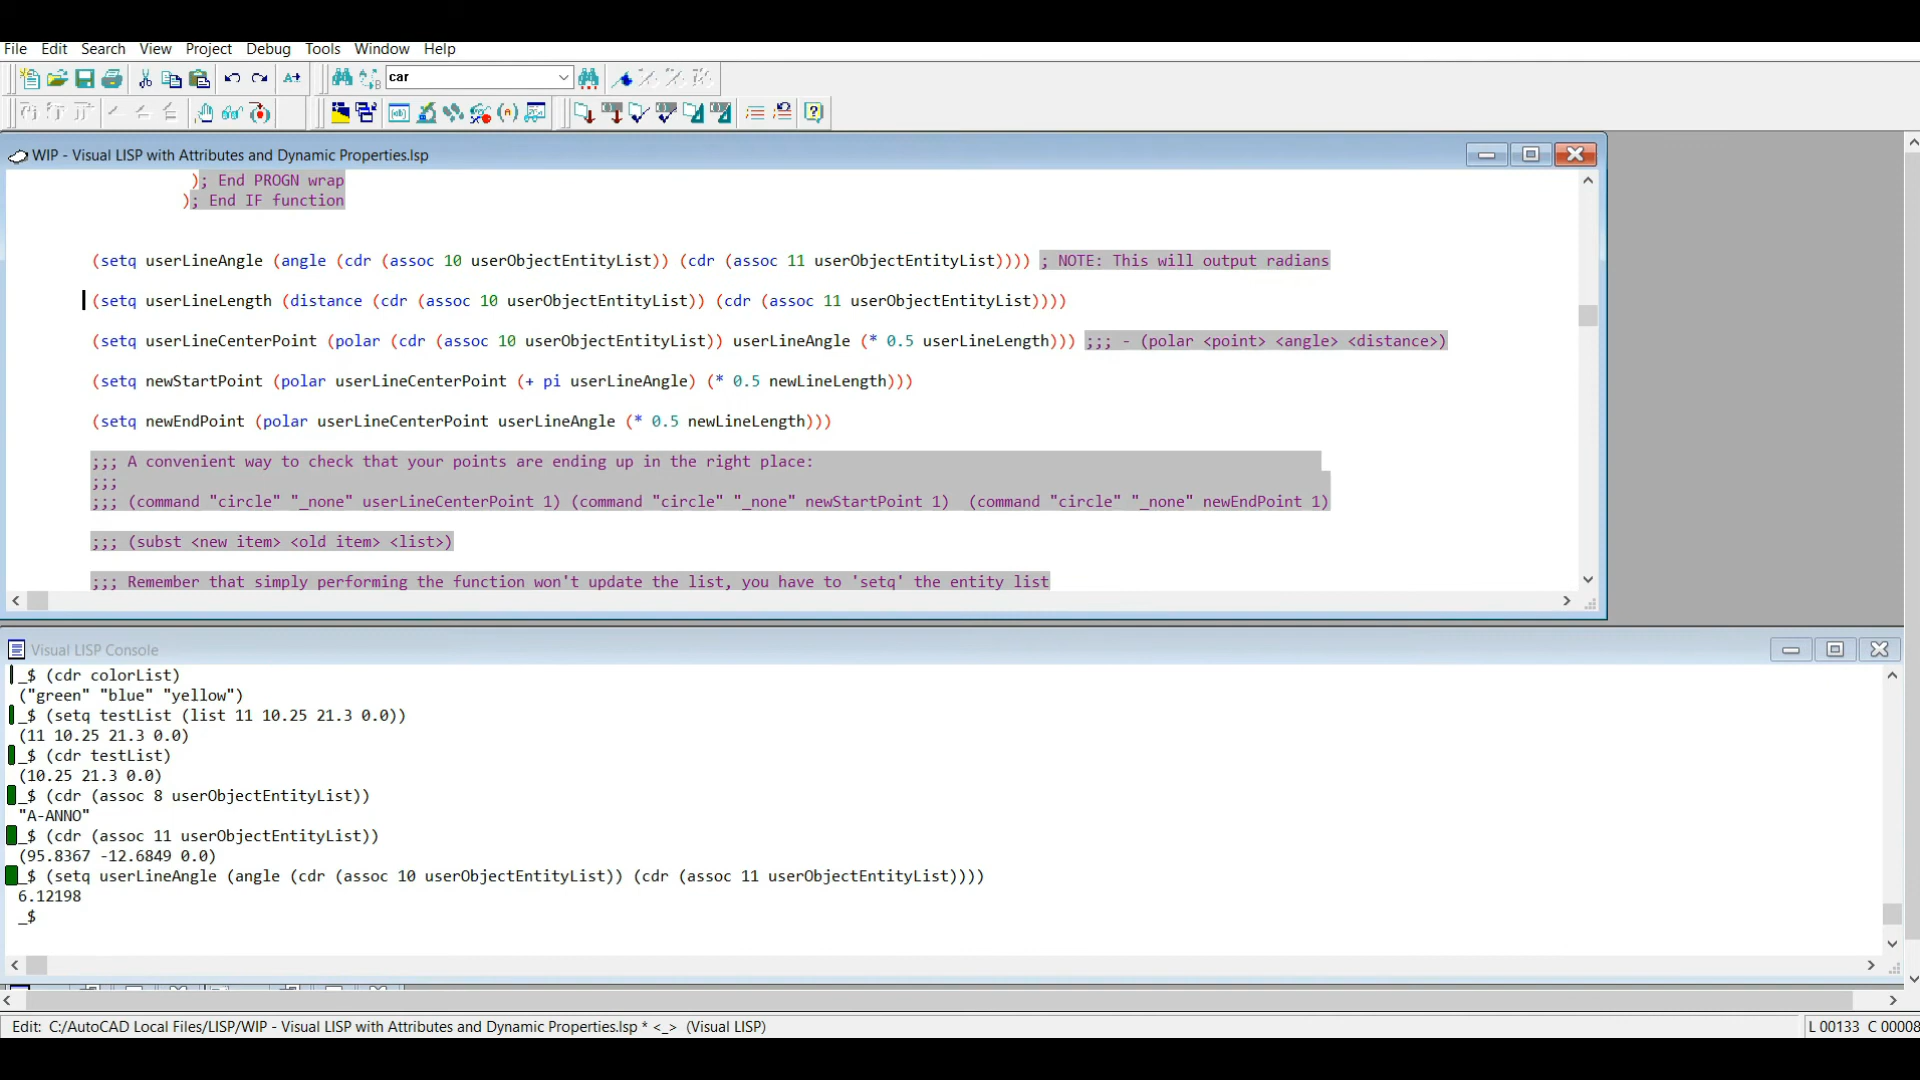 File Edit Search View Project Debug Tools Window Help
car
WIP - Visual LISP with Attributes and Dynamic Properties.lsp
); End PROGN wrap
); End IF function
(setq userLineAngle (angle (cdr (assoc 10 userObjectEntityList)) (cdr (assoc 11 userObjectEntityList)))) ; NOTE: This will output radians
(setq userLineLength (distance (cdr (assoc 10 userObjectEntityList)) (cdr (assoc 11 userObjectEntityList))))
(setq userLineCenterPoint (polar (cdr (assoc 10 userObjectEntityList)) userLineAngle (* 0.5 userLineLength))) ;;; - (polar <point> <angle> <distance>)
(setq newStartPoint (polar userLineCenterPoint (+ pi userLineAngle) (* 0.5 newLineLength)))
(setq newEndPoint (polar userLineCenterPoint userLineAngle (* 0.5 newLineLength)))
;;; A convenient way to check that your points are ending up in the right place:
;;;
;;; (command "circle" "_none" userLineCenterPoint 1) (command "circle" "_none" newStartPoint 1)  (command "circle" "_none" newEndPoint 1)
;;; (subst <new item> <old item> <list>)
;;; Remember that simply performing the function won't update the list, you have to 'setq' the entity list
Visual LISP Console
_$ (cdr colorList)
("green" "blue" "yellow")
_$ (setq testList (list 11 10.25 21.3 0.0))
(11 10.25 21.3 0.0)
_$ (cdr testList)
(10.25 21.3 0.0)
_$ (cdr (assoc 8 userObjectEntityList))
"A-ANNO"
_$ (cdr (assoc 11 userObjectEntityList))
(95.8367 -12.6849 0.0)
_$ (setq userLineAngle (angle (cdr (assoc 10 userObjectEntityList)) (cdr (assoc 11 userObjectEntityList))))
6.12198
_$
Edit: C:/AutoCAD Local Files/LISP/WIP - Visual LISP with Attributes and Dynamic Properties.lsp * <_> (Visual LISP)
L 00133 C 00008